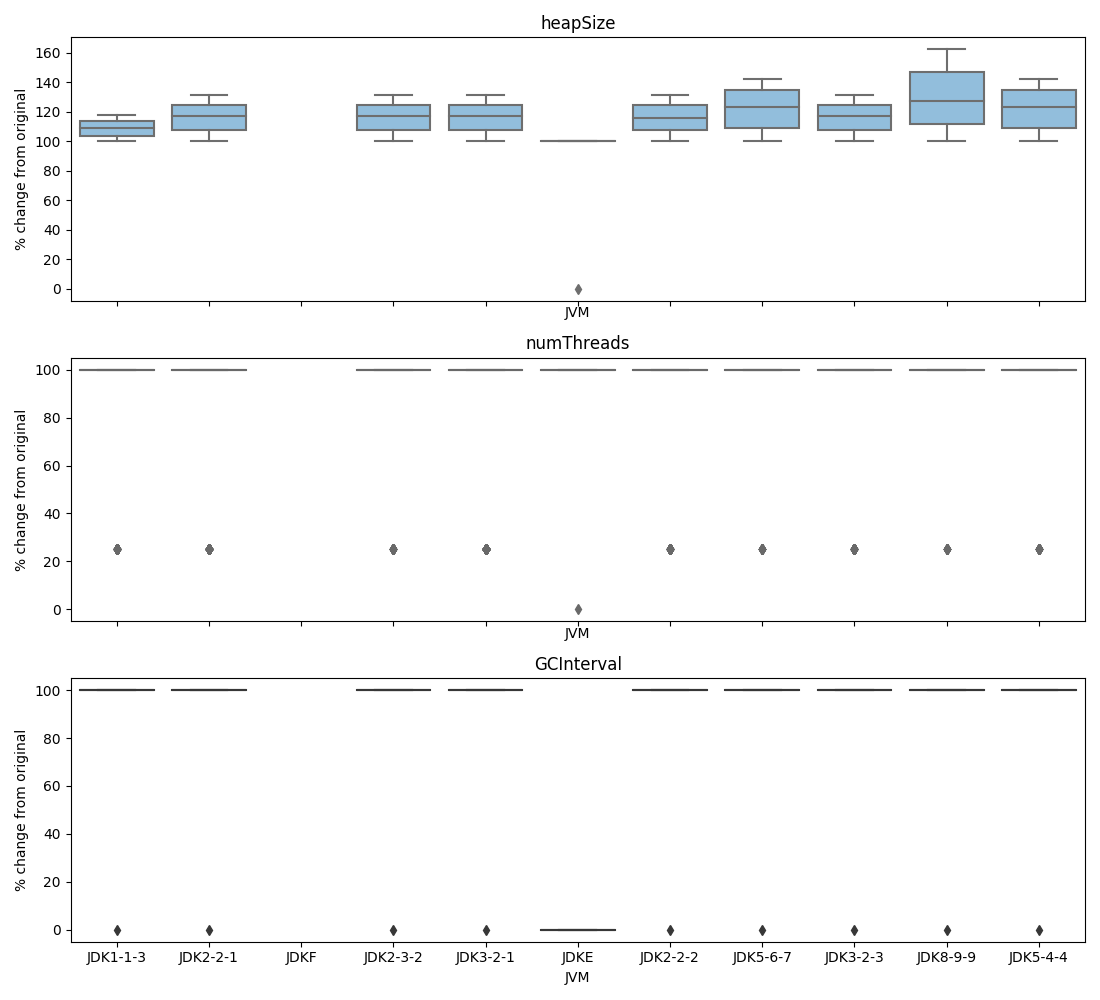 heapSize
% change from original
160
140
120
100
80
60
40
20
0
JVM
numThreads
% change from original
100
80
60
40
20
0
JVM
GCInterval
% change from original
100
80
60
40
20
0
JDK1-1-3 JDK2-2-1 JDKF JDK2-3-2 JDK3-2-1 JDKE JDK2-2-2 JDK5-6-7 JDK3-2-3 JDK8-9-9 JDK5-4-4
JVM